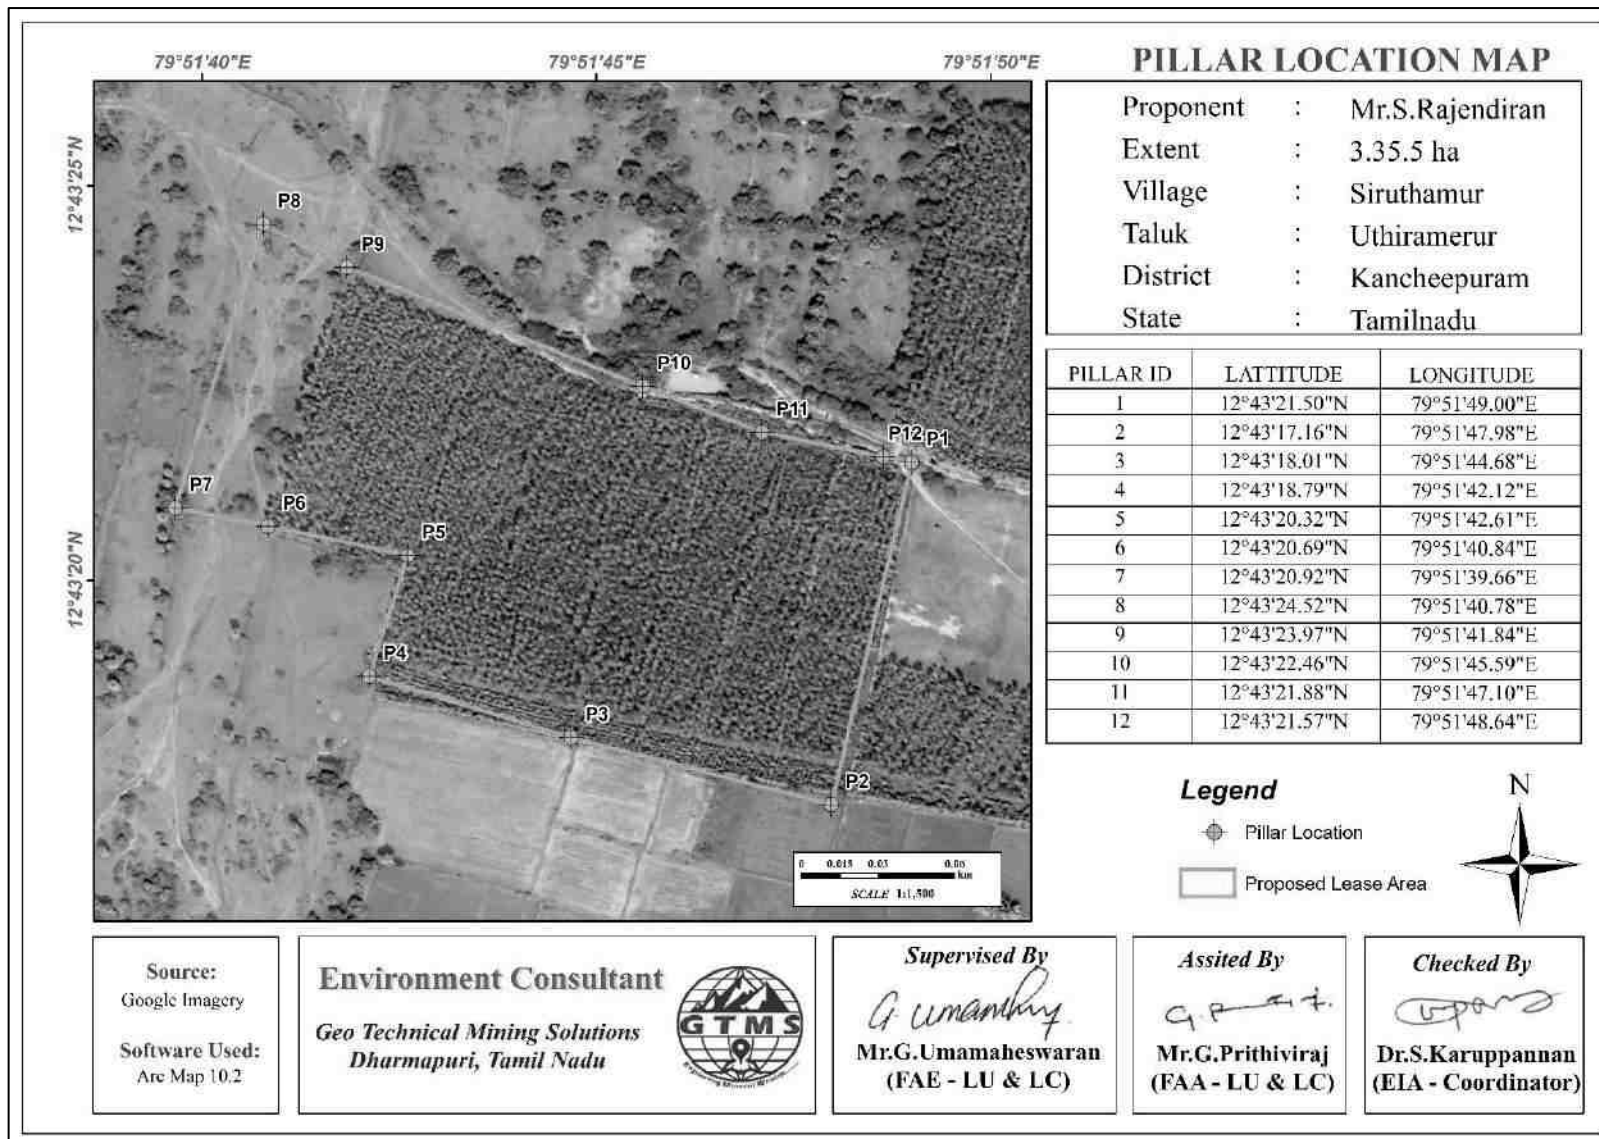 PILLAR LOCATION MAP
79°51'40"E
79°51'45"E
79°51'50"E
12°43'25"N
12°43'20"N
P8
P9
P10
P11
P12
P1
P7
P6
P5
P4
P3
P2
0 0.015 0.03 0.06
km
SCALE 1:1,500
Proponent : Mr.S.Rajendiran
Extent : 3.35.5 ha
Village : Siruthamur
Taluk : Uthiramerur
District : Kancheepuram
State : Tamilnadu
PILLAR ID LATTITUDE LONGITUDE
1 12°43'21.50"N 79°51'49.00"E
2 12°43'17.16"N 79°51'47.98"E
3 12°43'18.01"N 79°51'44.68"E
4 12°43'18.79"N 79°51'42.12"E
5 12°43'20.32"N 79°51'42.61"E
6 12°43'20.69"N 79°51'40.84"E
7 12°43'20.92"N 79°51'39.66"E
8 12°43'24.52"N 79°51'40.78"E
9 12°43'23.97"N 79°51'41.84"E
10 12°43'22.46"N 79°51'45.59"E
11 12°43'21.88"N 79°51'47.10"E
12 12°43'21.57"N 79°51'48.64"E
Legend
Pillar Location
Proposed Lease Area
N
Source:
Google Imagery
Software Used:
Arc Map 10.2
Environment Consultant
Geo Technical Mining Solutions
Dharmapuri, Tamil Nadu
GTMS
Supervised By
Mr.G.Umamaheswaran
(FAE - LU & LC)
Assited By
Mr.G.Prithiviraj
(FAA - LU & LC)
Checked By
Dr.S.Karuppannan
(EIA - Coordinator)